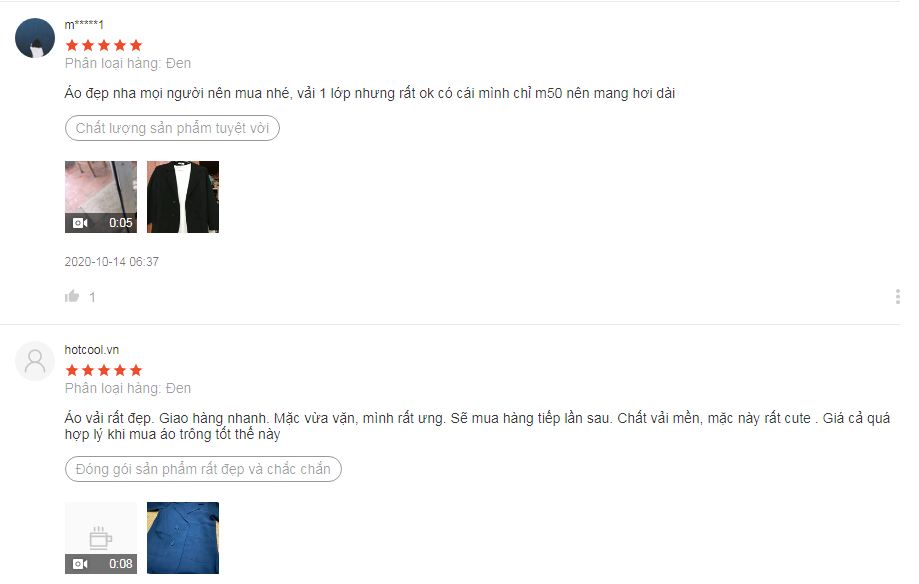 m*****1
Phân loại hàng: Đen
Áo đẹp nha mọi người nên mua nhé, vải 1 lớp nhưng rất ok có cái mình chỉ m50 nên mang hơi dài
Chất lượng sản phẩm tuyệt vời
0:05
2020-10-14 06:37
1
hotcool.vn
Phân loại hàng: Đen
Áo vải rất đẹp. Giao hàng nhanh. Mặc vừa vặn, mình rất ưng. Sẽ mua hàng tiếp lần sau. Chất vải mền, mặc này rất cute . Giá cả quá
hợp lý khi mua áo trông tốt thế này
Đóng gói sản phẩm rất đẹp và chắc chắn
0:08